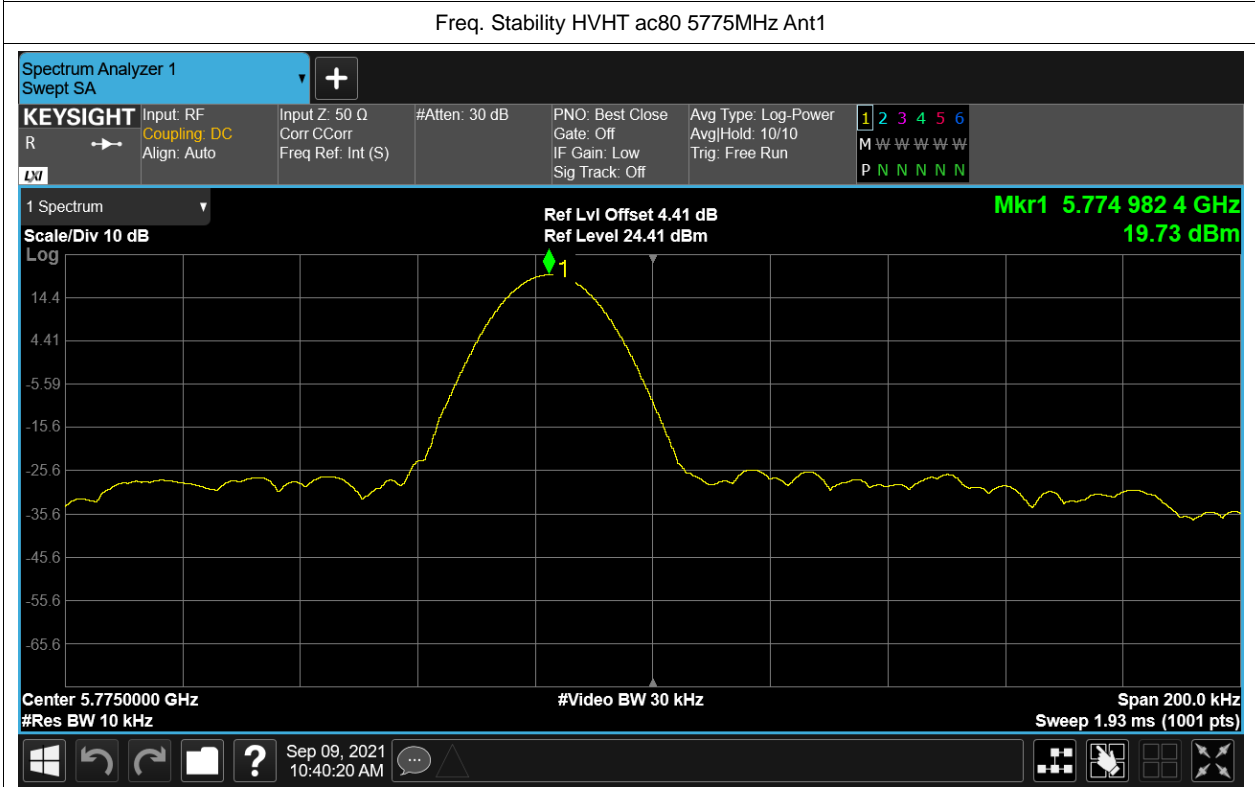 Freq. Stability HVHT ac80 5775MHz Ant1
Spectrum Analyzer 1
Swept SA
KEYSIGHT
R
LXI
Input: RF
Coupling: DC
Align: Auto
Input Z: 50 Ω
Corr CCorr
Freq Ref: Int (S)
#Atten: 30 dB
PNO: Best Close
Gate: Off
IF Gain: Low
Sig Track: Off
Avg Type: Log-Power
Avg|Hold: 10/10
Trig: Free Run
1 2 3 4 5 6
M W W W W W
P N N N N N
1 Spectrum
Scale/Div 10 dB
Log
Ref Lvl Offset 4.41 dB
Ref Level 24.41 dBm
Mkr1 5.774 982 4 GHz
19.73 dBm
1
14.4
4.41
-5.59
-15.6
-25.6
-35.6
-45.6
-55.6
-65.6
Center 5.7750000 GHz
#Res BW 10 kHz
#Video BW 30 kHz
Span 200.0 kHz
Sweep 1.93 ms (1001 pts)
?
Sep 09, 2021
10:40:20 AM